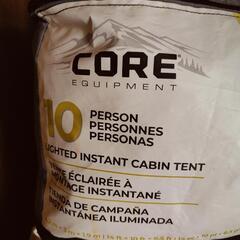 CORE
EQUIPMENT
10 PERSON
PERSONNES
PERSONAS
LIGHTED INSTANT CABIN TENT
TENTE ÉCLAIRÉE À
MONTAGE INSTANTANÉ
TIENDA DE CAMPAÑA
INSTANTÁNEA ILUMINADA